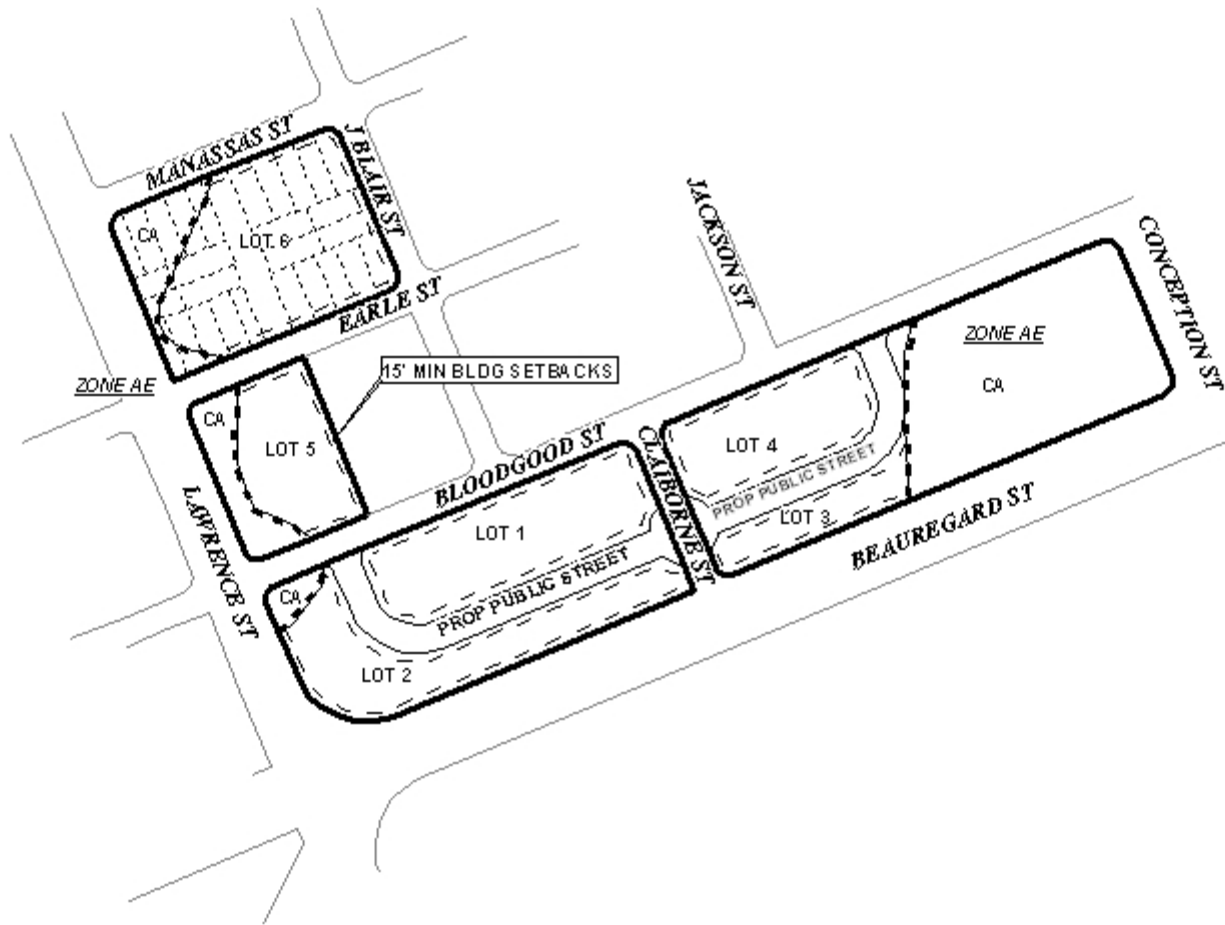 MANASSAS ST
J BLAIR ST
CA
LOT 6
EARLE ST
JACKSON ST
CONCEPTION ST
ZONE AE
CA
ZONE AE
15' MIN BLDG SETBACKS
CA
LOT 5
LAWRENCE ST
BLOODGOOD ST
CLAIBORNE ST
LOT 4
PROP PUBLIC STREET
LOT 3
BEAUREGARD ST
LOT 1
PROP PUBLIC STREET
CA
LOT 2